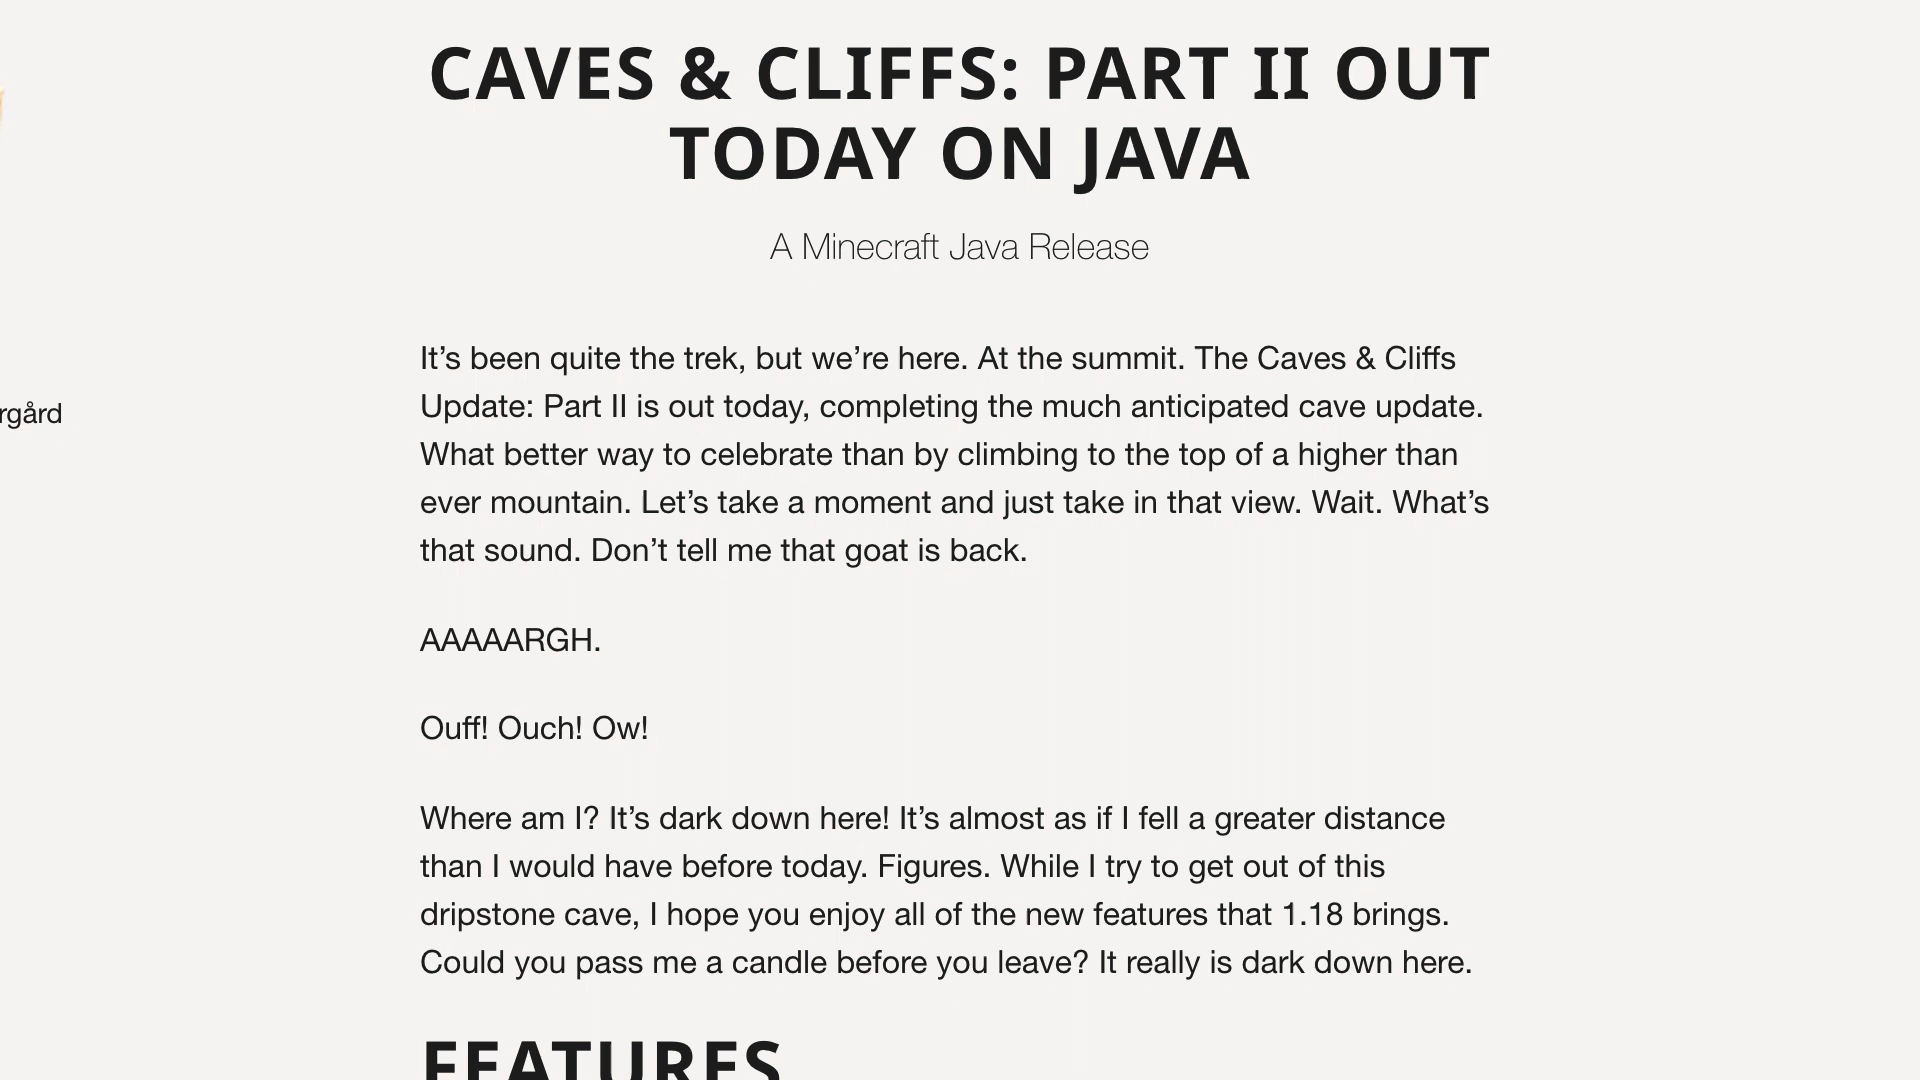 CAVES & CLIFFS: PART II OUT
TODAY ON JAVA
A Minecraft Java Release
rgård
It’s been quite the trek, but we’re here. At the summit. The Caves & Cliffs
Update: Part II is out today, completing the much anticipated cave update.
What better way to celebrate than by climbing to the top of a higher than
ever mountain. Let’s take a moment and just take in that view. Wait. What’s
that sound. Don’t tell me that goat is back.
AAAAARGH.
Ouff! Ouch! Ow!
Where am I? It’s dark down here! It’s almost as if I fell a greater distance
than I would have before today. Figures. While I try to get out of this
dripstone cave, I hope you enjoy all of the new features that 1.18 brings.
Could you pass me a candle before you leave? It really is dark down here.
FEATURES